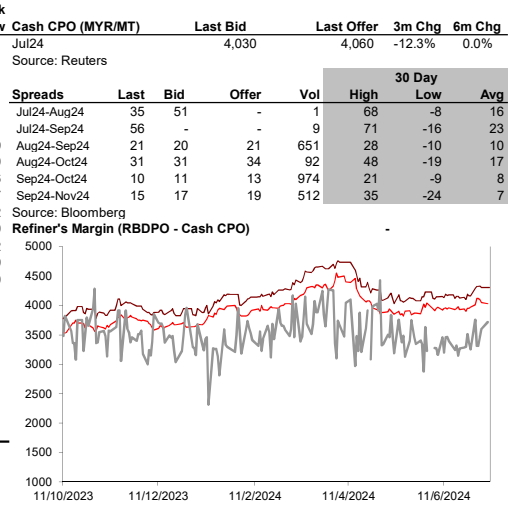 k
w Cash CPO (MYR/MT) Last Bid Last Offer 3m Chg 6m Chg
Jul24 4,030 4,060 -12.3% 0.0%
Source: Reuters
30 Day
Spreads Last Bid Offer Vol High Low Avg
Jul24-Aug24 35 51 - 1 68 -8 16
Jul24-Sep24 56 - - 9 71 -16 23
Aug24-Sep24 21 20 21 651 28 -10 10
Aug24-Oct24 31 31 34 92 48 -19 17
Sep24-Oct24 10 11 13 974 21 -9 8
Sep24-Nov24 15 17 19 512 35 -24 7
Source: Bloomberg
Refiner's Margin (RBDPO - Cash CPO) -
5000
4500
4000
3500
3000
2500
2000
1500
1000
11/10/2023 11/12/2023 11/2/2024 11/4/2024 11/6/2024